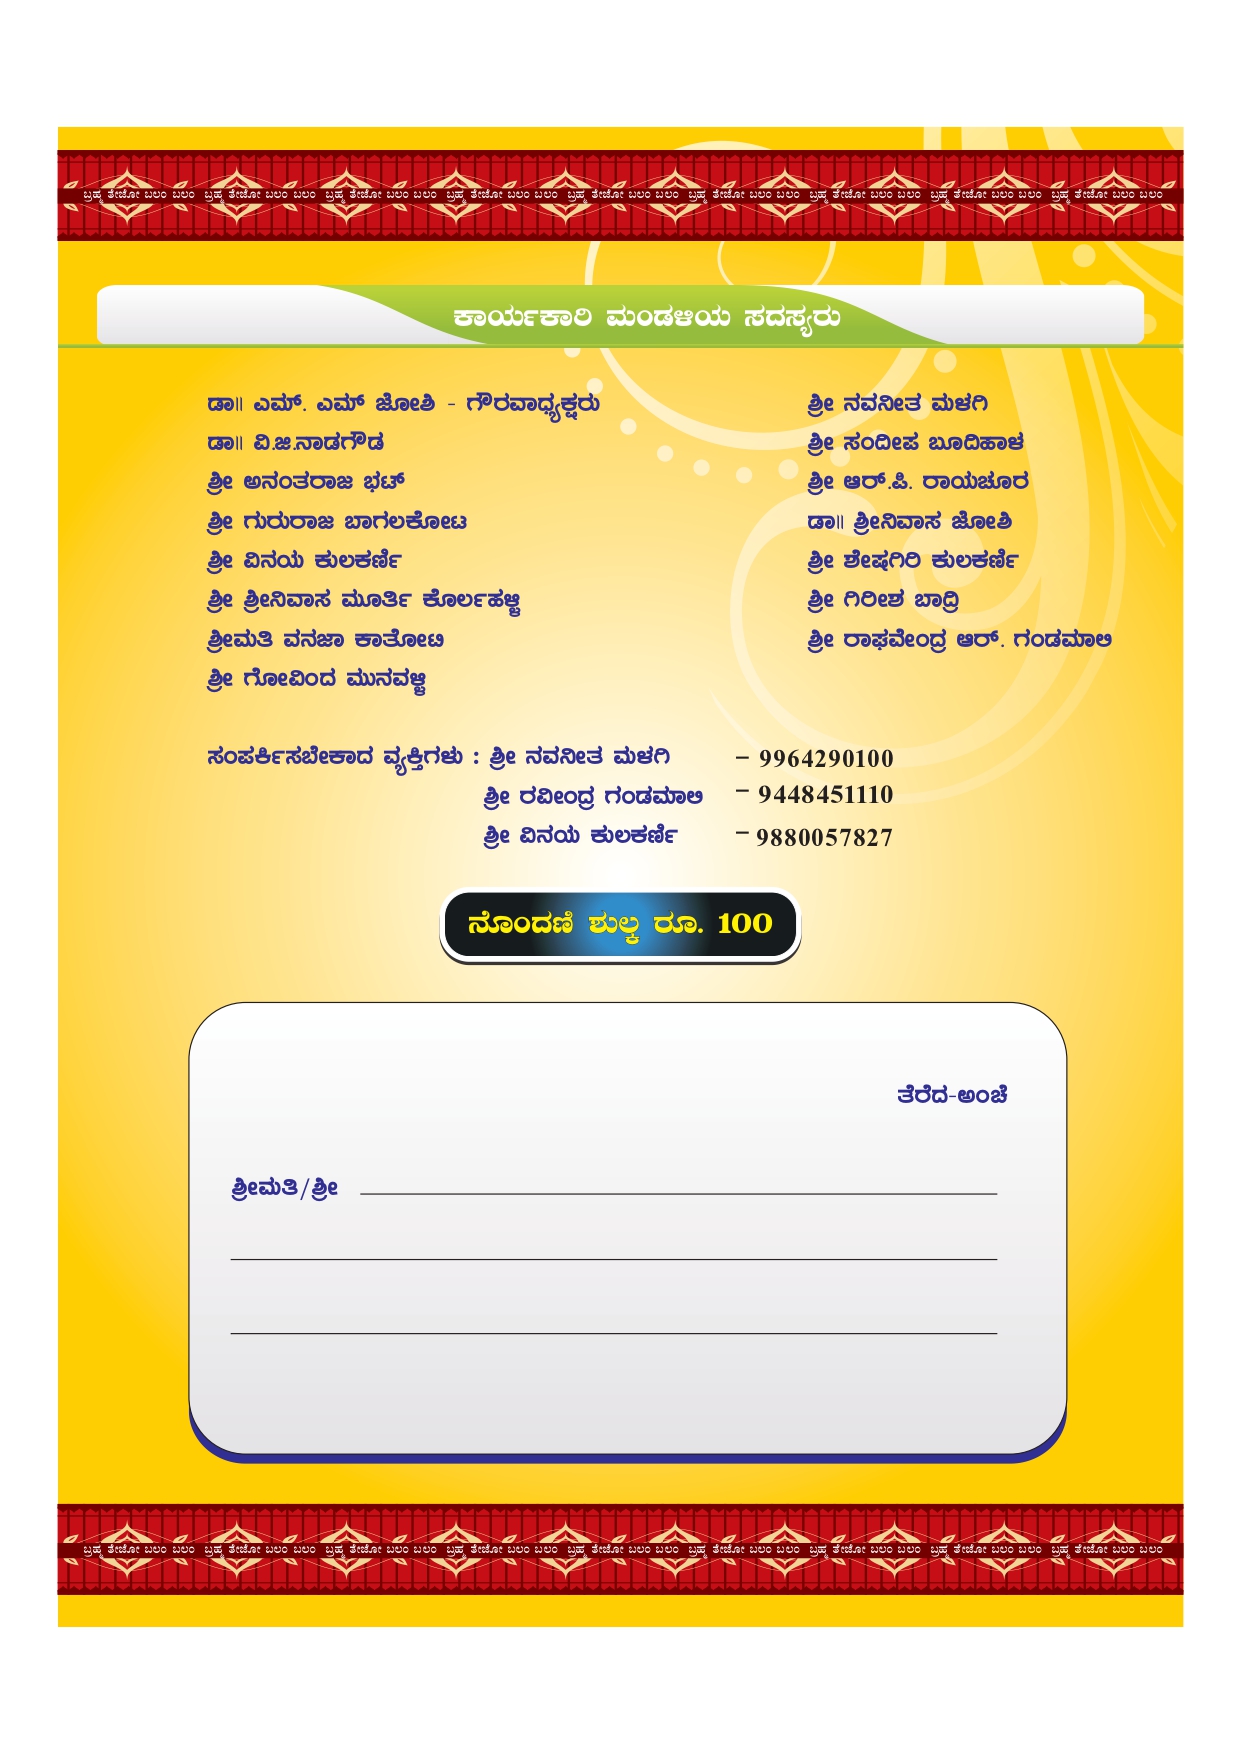 ಬ್ರಹ್ಮ ತೇಜೋ ಬಲಂ ಬಲಂ ಬ್ರಹ್ಮ ತೇಜೋ ಬಲಂ ಬಲಂ ಬ್ರಹ್ಮ ತೇಜೋ ಬಲಂ ಬಲಂ ಬ್ರಹ್ಮ ತೇಜೋ ಬಲಂ ಬಲಂ ಬ್ರಹ್ಮ ತೇಜೋ ಬಲಂ ಬಲಂ ಬ್ರಹ್ಮ ತೇಜೋ ಬಲಂ ಬಲಂ ಬ್ರಹ್ಮ ತೇಜೋ ಬಲಂ ಬಲಂ ಬ್ರಹ್ಮ ತೇಜೋ ಬಲಂ ಬಲಂ ಬ್ರಹ್ಮ ತೇಜೋ ಬಲಂ ಬಲಂ
ಕಾರ್ಯಕಾರಿ ಮಂಡಳಿಯ ಸದಸ್ಯರು
ಡಾ॥ ಎಮ್. ಎಮ್ ಜೋಶಿ - ಗೌರವಾಧ್ಯಕ್ಷರು
ಡಾ॥ ವಿ.ಜಿ.ನಾಡಗೌಡ
ಶ್ರೀ ಅನಂತರಾಜ ಭಟ್
ಶ್ರೀ ಗುರುರಾಜ ಬಾಗಲಕೋಟ
ಶ್ರೀ ವಿನಯ ಕುಲಕರ್ಣಿ
ಶ್ರೀ ಶ್ರೀನಿವಾಸ ಮೂರ್ತಿ ಕೊರ್ಲಹಳ್ಳಿ
ಶ್ರೀಮತಿ ವನಜಾ ಕಾತೋಟಿ
ಶ್ರೀ ಗೋವಿಂದ ಮುನವಳ್ಳಿ
ಶ್ರೀ ನವನೀತ ಮಳಗಿ
ಶ್ರೀ ಸಂದೀಪ ಬೂದಿಹಾಳ
ಶ್ರೀ ಆರ್.ಪಿ. ರಾಯಚೂರ
ಡಾ॥ ಶ್ರೀನಿವಾಸ ಜೋಶಿ
ಶ್ರೀ ಶೇಷಗಿರಿ ಕುಲಕರ್ಣಿ
ಶ್ರೀ ಗಿರೀಶ ಬಾದ್ರಿ
ಶ್ರೀ ರಾಘವೇಂದ್ರ ಆರ್. ಗಂಡಮಾಲಿ
ಸಂಪರ್ಕಿಸಬೇಕಾದ ವ್ಯಕ್ತಿಗಳು : ಶ್ರೀ ನವನೀತ ಮಳಗಿ - 9964290100
ಶ್ರೀ ರವೀಂದ್ರ ಗಂಡಮಾಲಿ - 9448451110
ಶ್ರೀ ವಿನಯ ಕುಲಕರ್ಣಿ - 9880057827
ನೊಂದಣಿ ಶುಲ್ಕ ರೂ. 100
ತೆರೆದ-ಅಂಚೆ
ಶ್ರೀಮತಿ/ಶ್ರೀ
ಬ್ರಹ್ಮ ತೇಜೋ ಬಲಂ ಬಲಂ ಬ್ರಹ್ಮ ತೇಜೋ ಬಲಂ ಬಲಂ ಬ್ರಹ್ಮ ತೇಜೋ ಬಲಂ ಬಲಂ ಬ್ರಹ್ಮ ತೇಜೋ ಬಲಂ ಬಲಂ ಬ್ರಹ್ಮ ತೇಜೋ ಬಲಂ ಬಲಂ ಬ್ರಹ್ಮ ತೇಜೋ ಬಲಂ ಬಲಂ ಬ್ರಹ್ಮ ತೇಜೋ ಬಲಂ ಬಲಂ ಬ್ರಹ್ಮ ತೇಜೋ ಬಲಂ ಬಲಂ ಬ್ರಹ್ಮ ತೇಜೋ ಬಲಂ ಬಲಂ